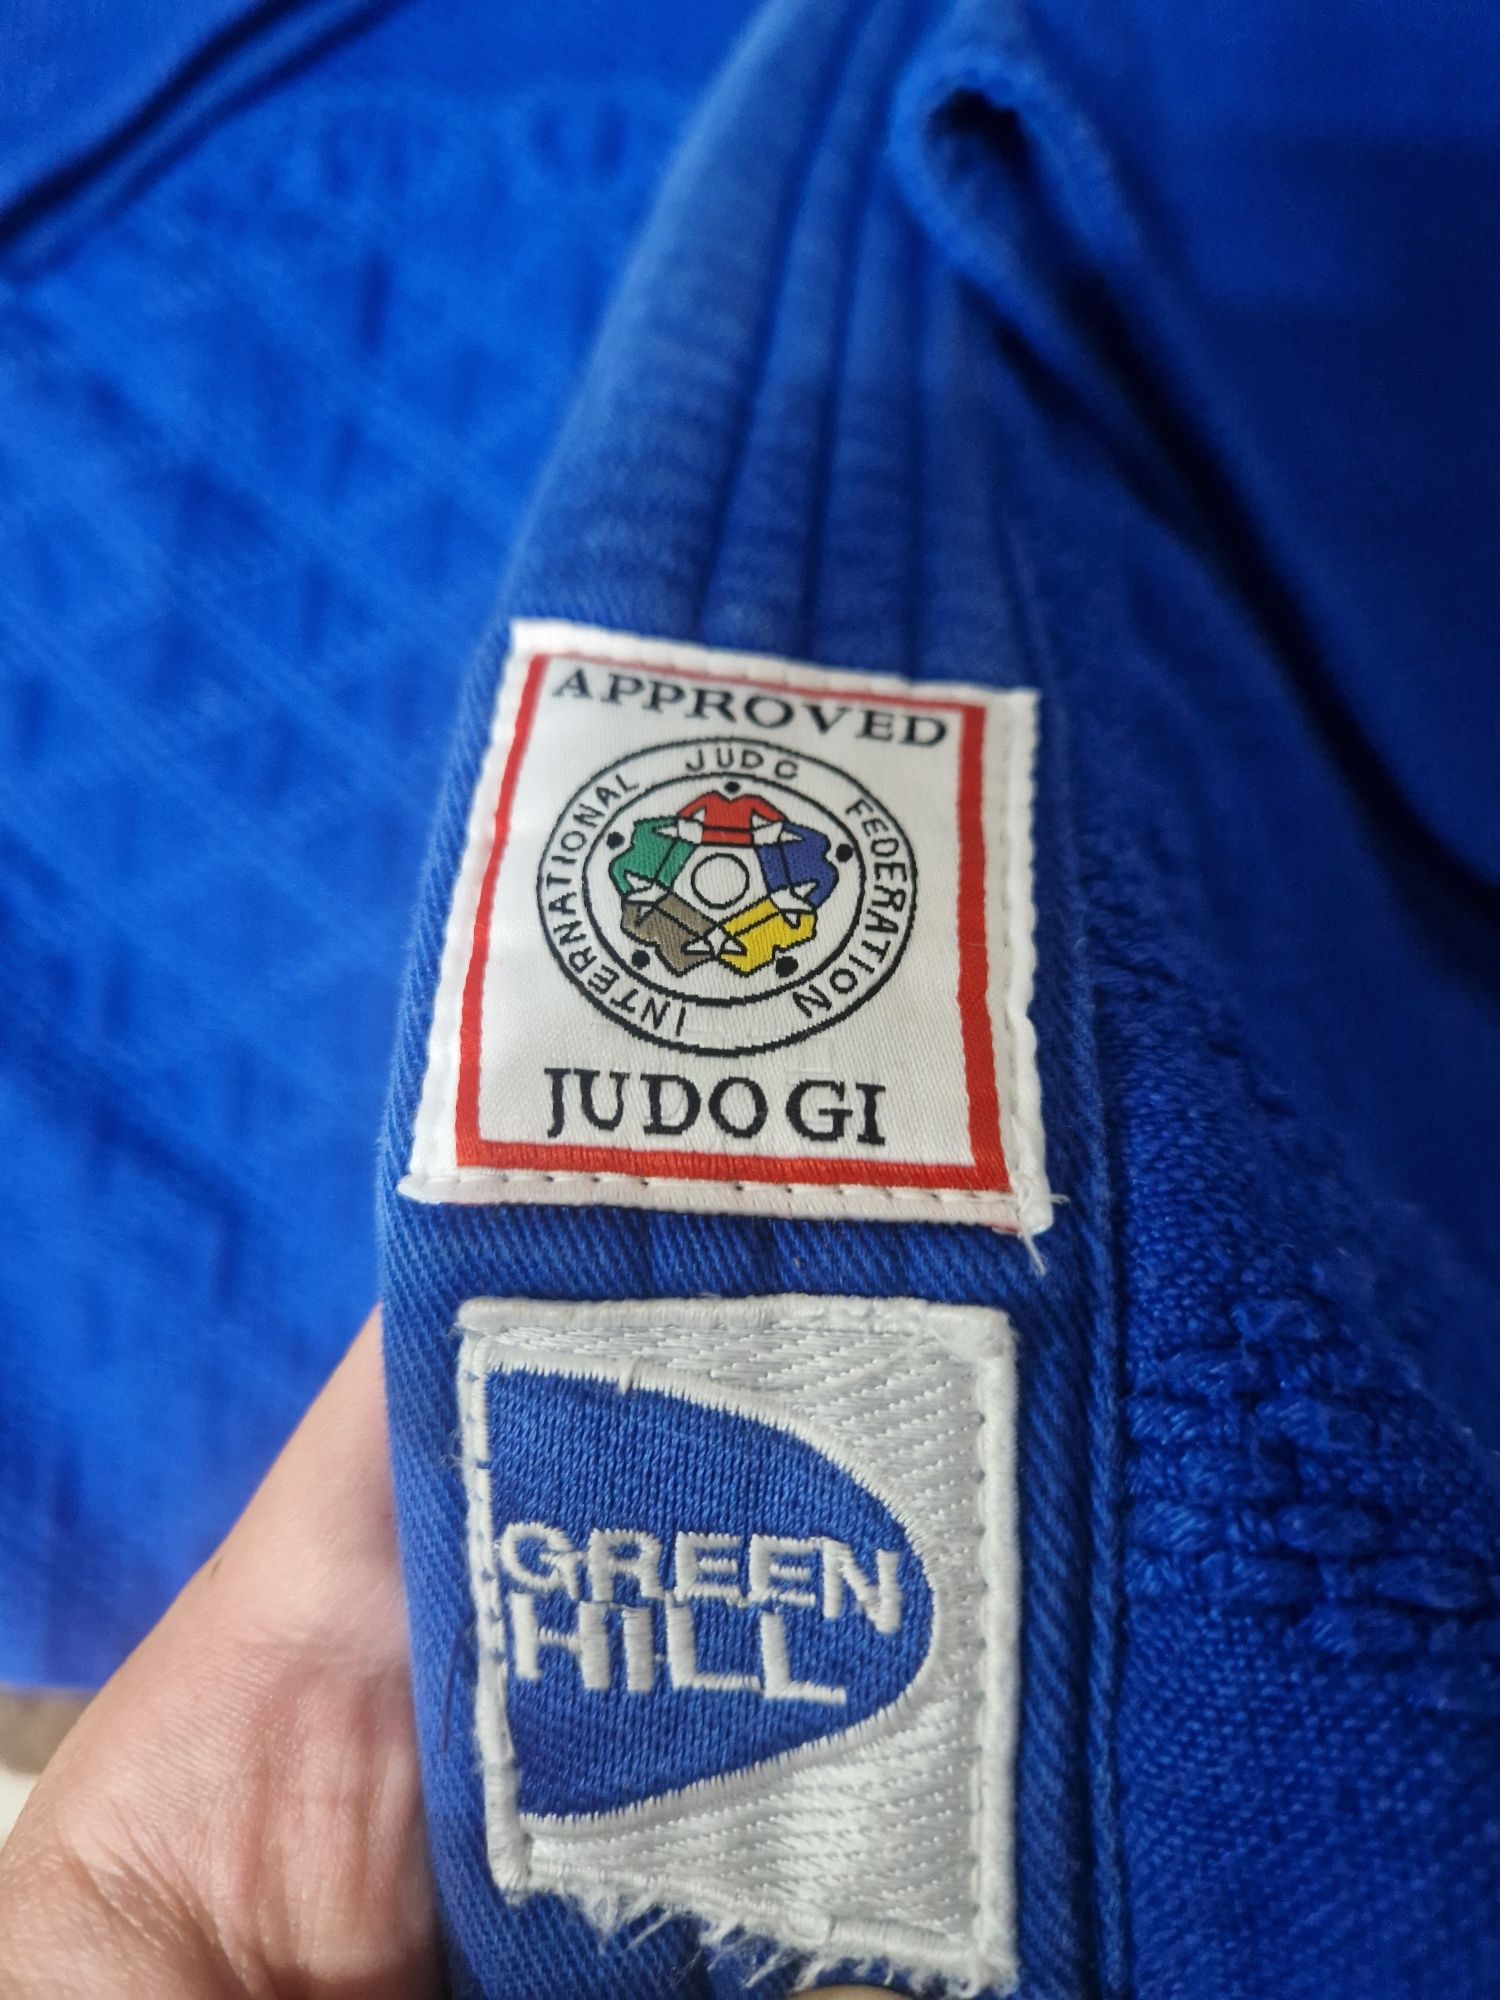 APPROVED
INTERNATIONAL JUDO FEDERATION
JUDOGI
GREEN
HILL